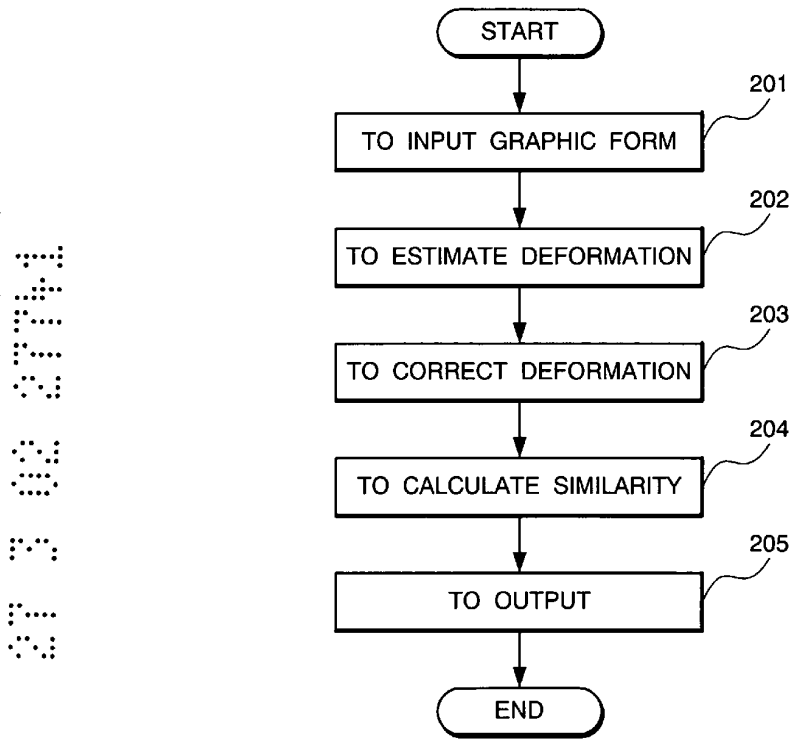 START
201
TO INPUT GRAPHIC FORM
202
TO ESTIMATE DEFORMATION
203
TO CORRECT DEFORMATION
204
TO CALCULATE SIMILARITY
205
TO OUTPUT
END